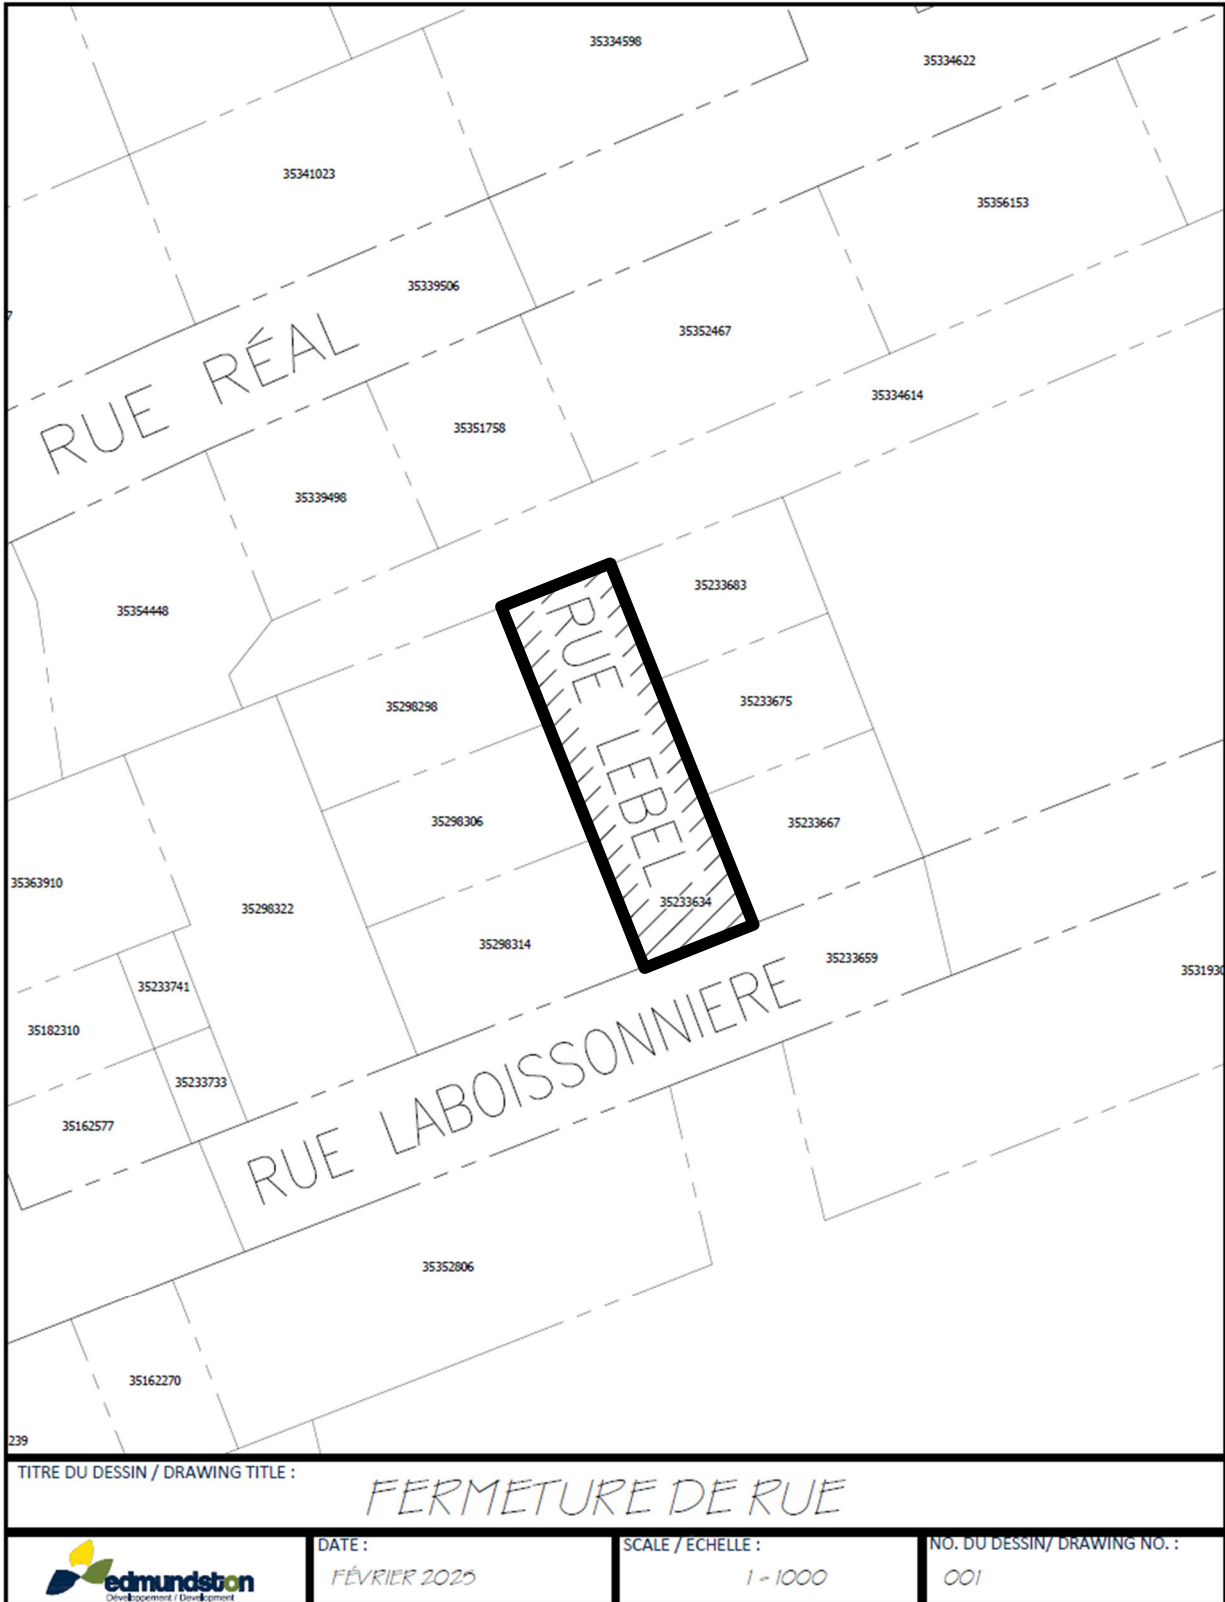 35334598
35334622
35341023
35356153
35339506
35352467
RUE RÉAL
35334614
35351758
35339498
35233683
35354448
RUE LEBEL
35298298
35233675
35298306
35233667
35363910
35298322
35233634
35298314
35233659
3531930
35233741
RUE LABOISSONNIERE
35182310
35233733
35162577
35352806
35162270
239
TITRE DU DESSIN / DRAWING TITLE :
FERMETURE DE RUE
edmundston
Développement / Development
DATE :
FÉVRIER 2025
SCALE / ECHELLE :
1 = 1000
NO. DU DESSIN/ DRAWING NO. :
001